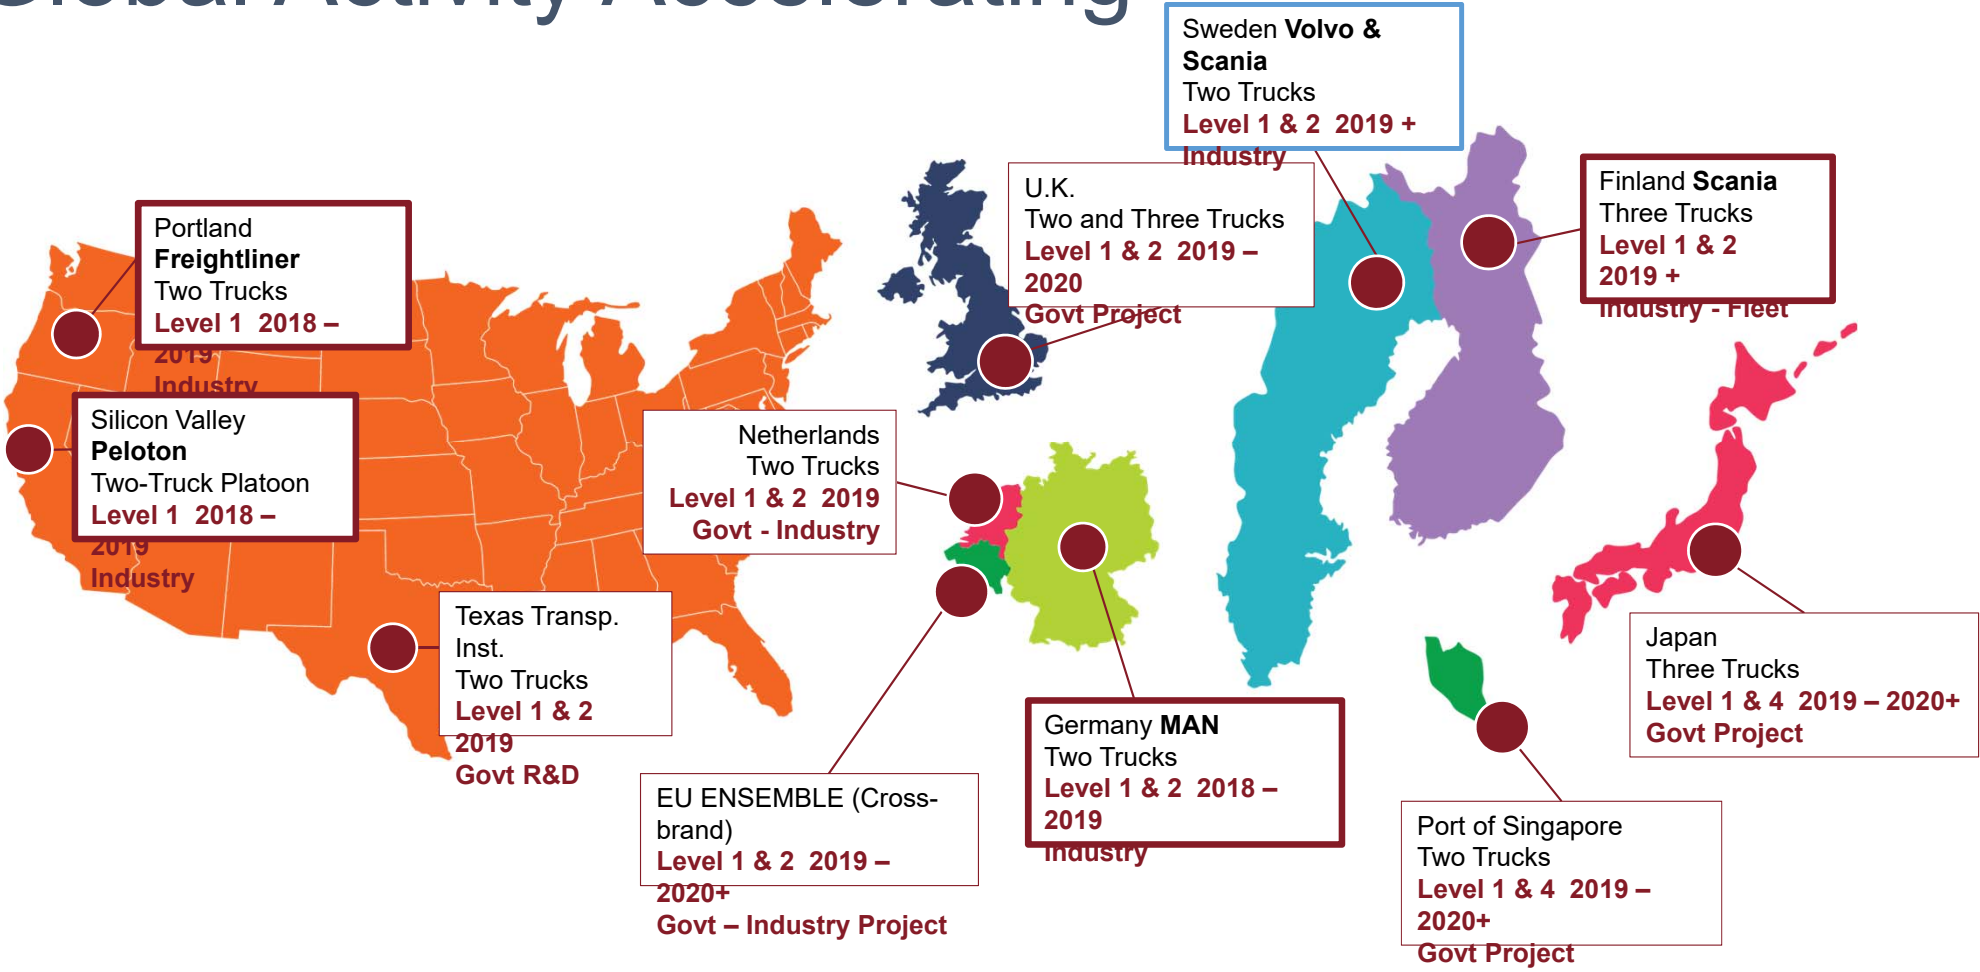 Global Activity Accelerating
Sweden Volvo &
Scania
Two Trucks
Level 1 & 2 2019 +
Industry
U.K.
Two and Three Trucks
Level 1 & 2 2019 –
2020
Govt Project
Finland Scania
Three Trucks
Level 1 & 2
2019 +
Industry - Fleet
Portland
Freightliner
Two Trucks
Level 1 2018 –
2019
Industry
Silicon Valley
Peloton
Two-Truck Platoon
Level 1 2018 –
2019
Industry
Netherlands
Two Trucks
Level 1 & 2 2019
Govt - Industry
Texas Transp.
Inst.
Two Trucks
Level 1 & 2
2019
Govt R&D
EU ENSEMBLE (Cross-
brand)
Level 1 & 2 2019 –
2020+
Govt – Industry Project
Germany MAN
Two Trucks
Level 1 & 2 2018 –
2019
Industry
Japan
Three Trucks
Level 1 & 4 2019 – 2020+
Govt Project
Port of Singapore
Two Trucks
Level 1 & 4 2019 –
2020+
Govt Project